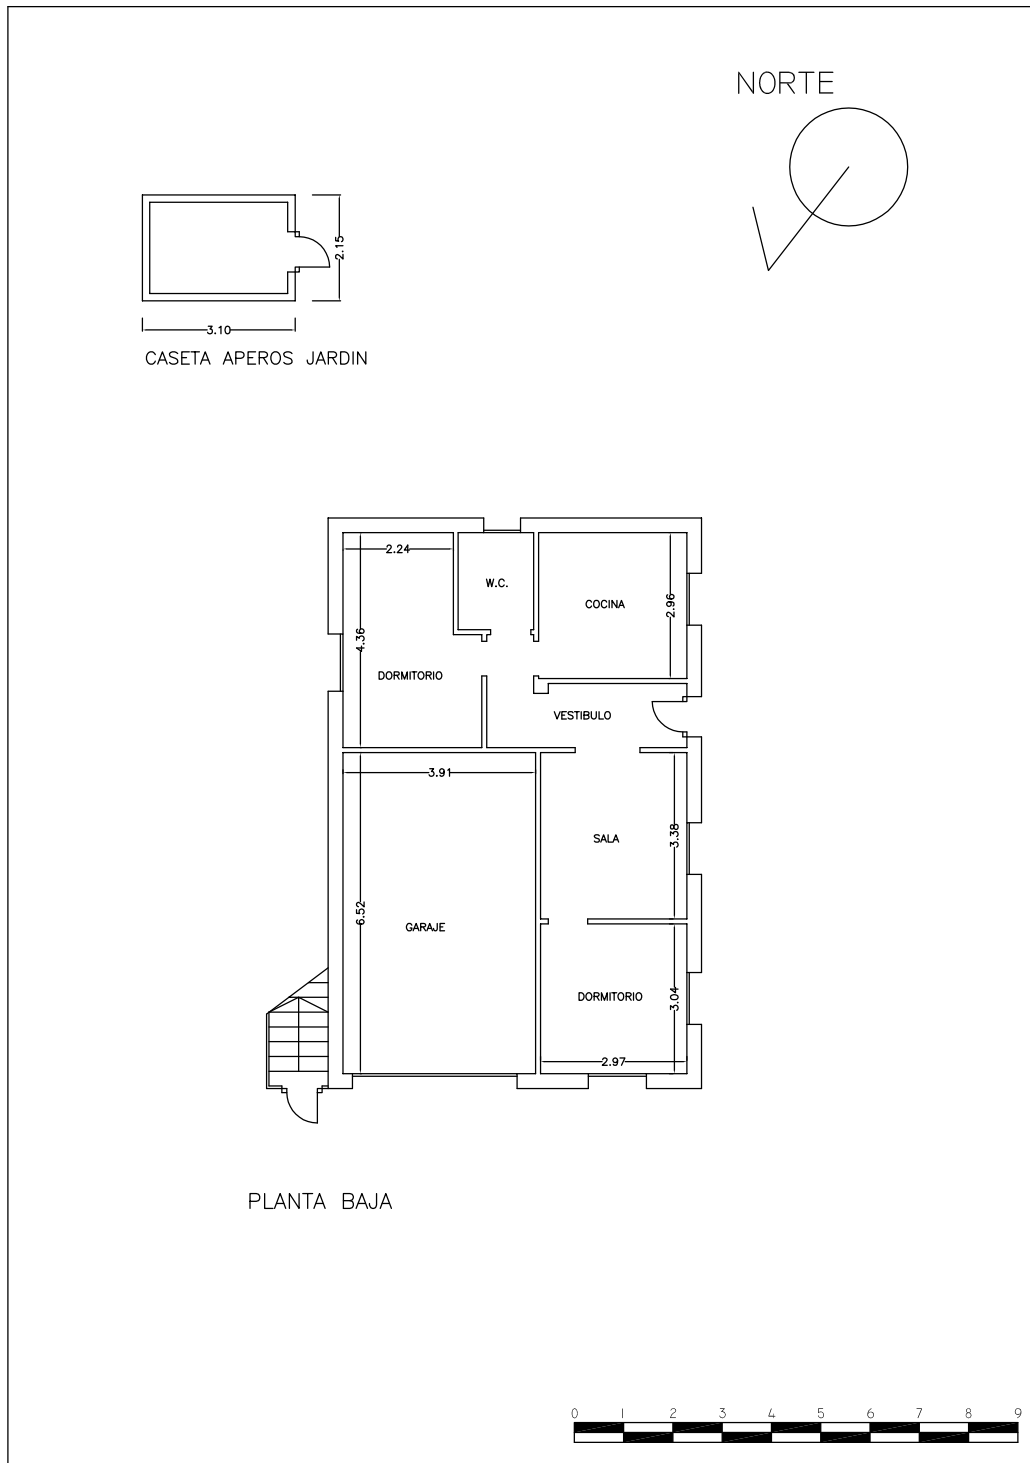 NORTE
2.15
3.10
CASETA APEROS JARDIN
2.24
W.C.
COCINA
2.96
4.36
DORMITORIO
VESTIBULO
3.91
SALA
3.38
6.52
GARAJE
DORMITORIO
3.04
2.97
PLANTA BAJA
0 1 2 3 4 5 6 7 8 9